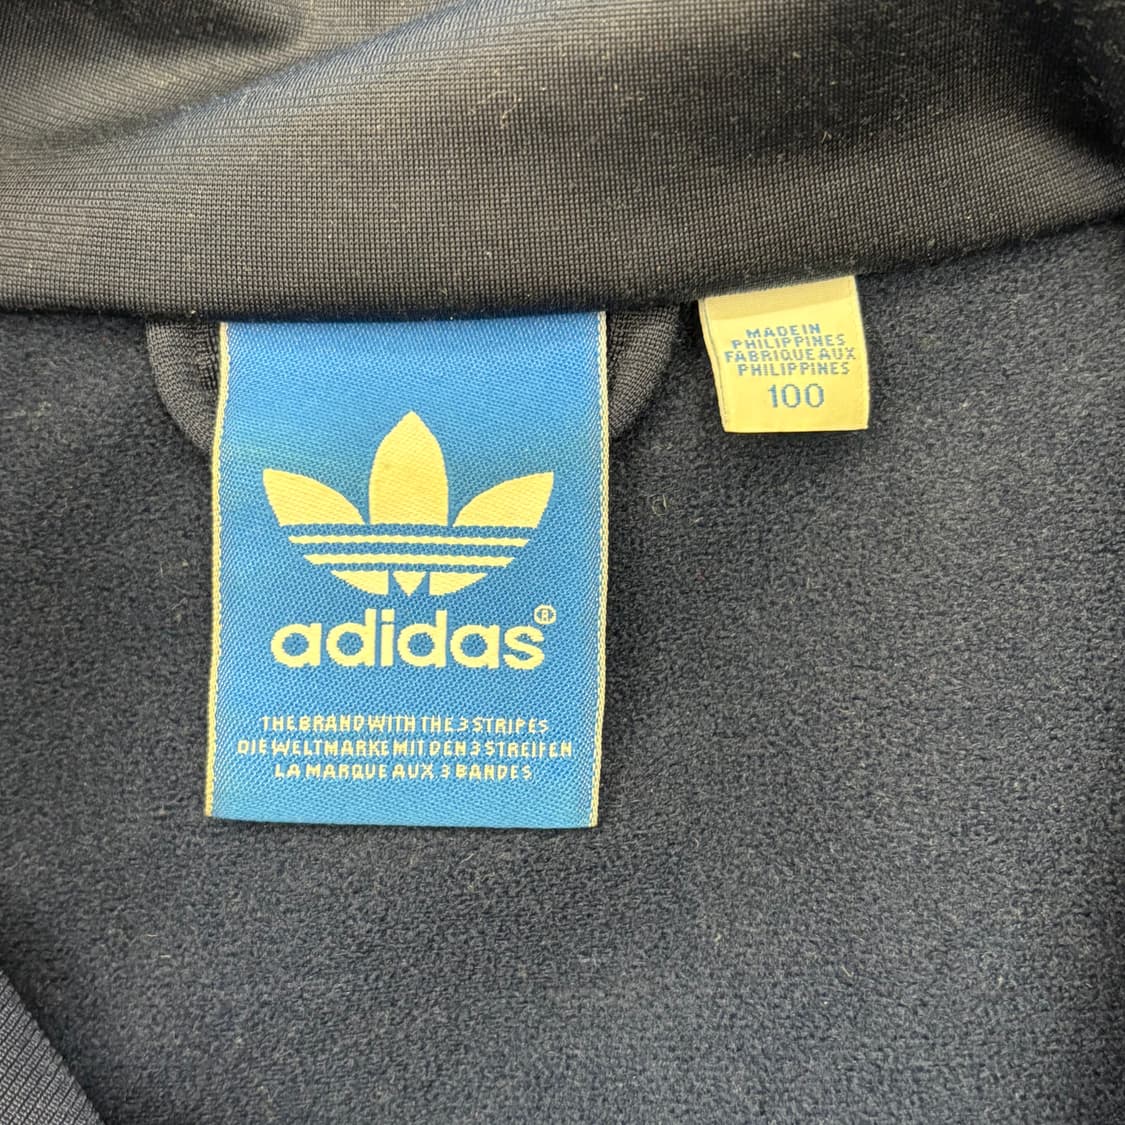 adidas®
THE BRAND WITH THE 3 STRIPES
DIE WELTMARKE MIT DEN 3 STREIFEN
LA MARQUE AUX 3 BANDES
MADE IN
PHILIPPINES
FABRIQUE AUX
PHILIPPINES
100